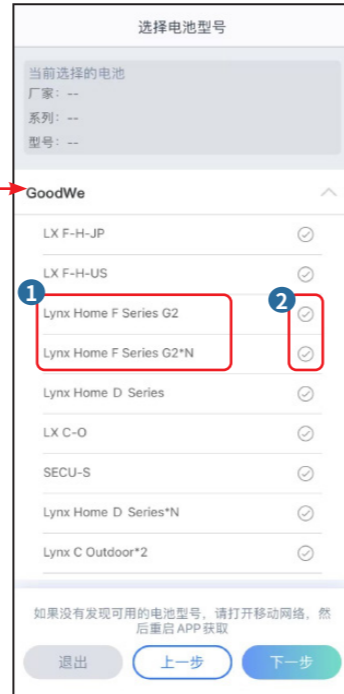 选择电池型号
当前选择的电池
厂家：--
系列：--
型号：--
GoodWe
LX F-H-JP
LX F-H-US
1
2
Lynx Home F Series G2
Lynx Home F Series G2*N
Lynx Home D Series
LX C-O
SECU-S
Lynx Home D Series*N
Lynx C Outdoor*2
如果没有发现可用的电池型号，请打开移动网络，然
后重启APP获取
退出
上一步
下一步